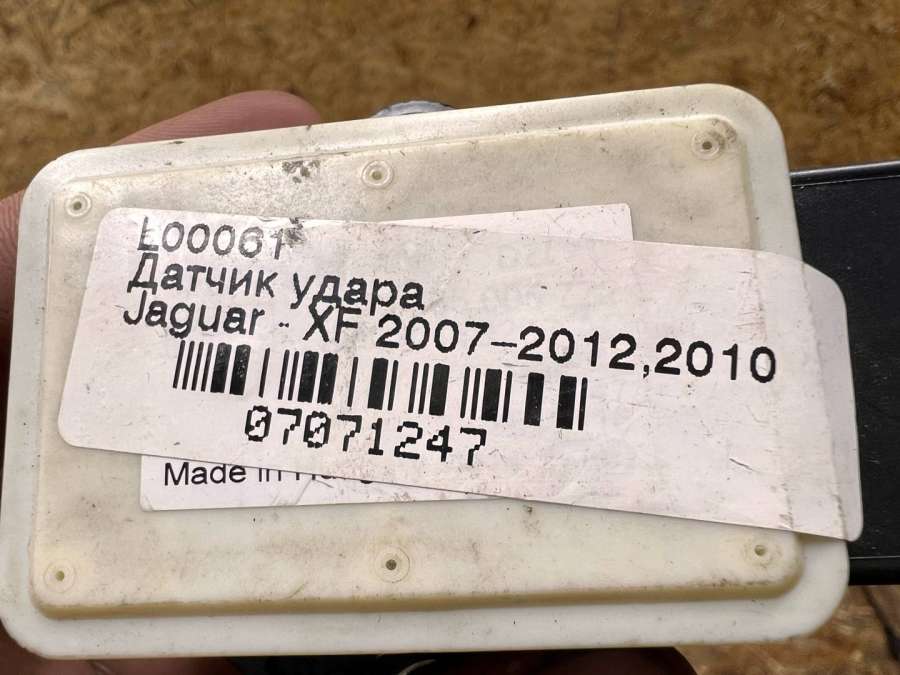 L00061
Датчик удара
Jaguar - XF 2007-2012,2010
07071247
Made in